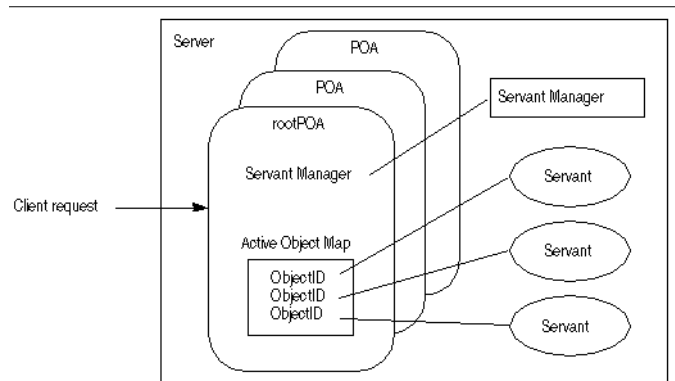 Server
POA
POA
rootPOA
Servant Manager
Servant Manager
Servant
Client request
Active Object Map
ObjectID
ObjectID
ObjectID
Servant
Servant